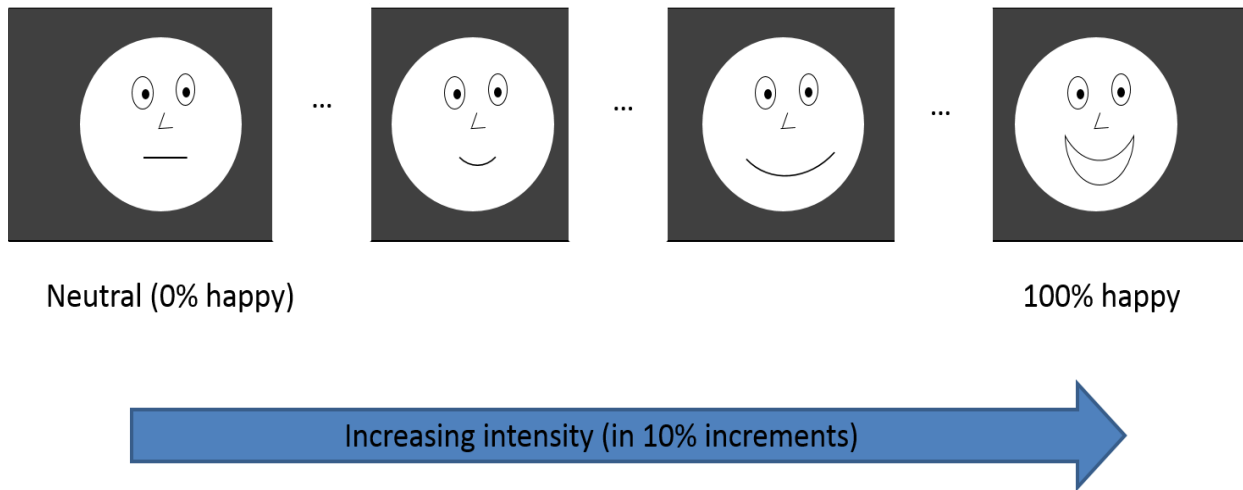 ... ... ...
Neutral (0% happy) 100% happy
Increasing intensity (in 10% increments)